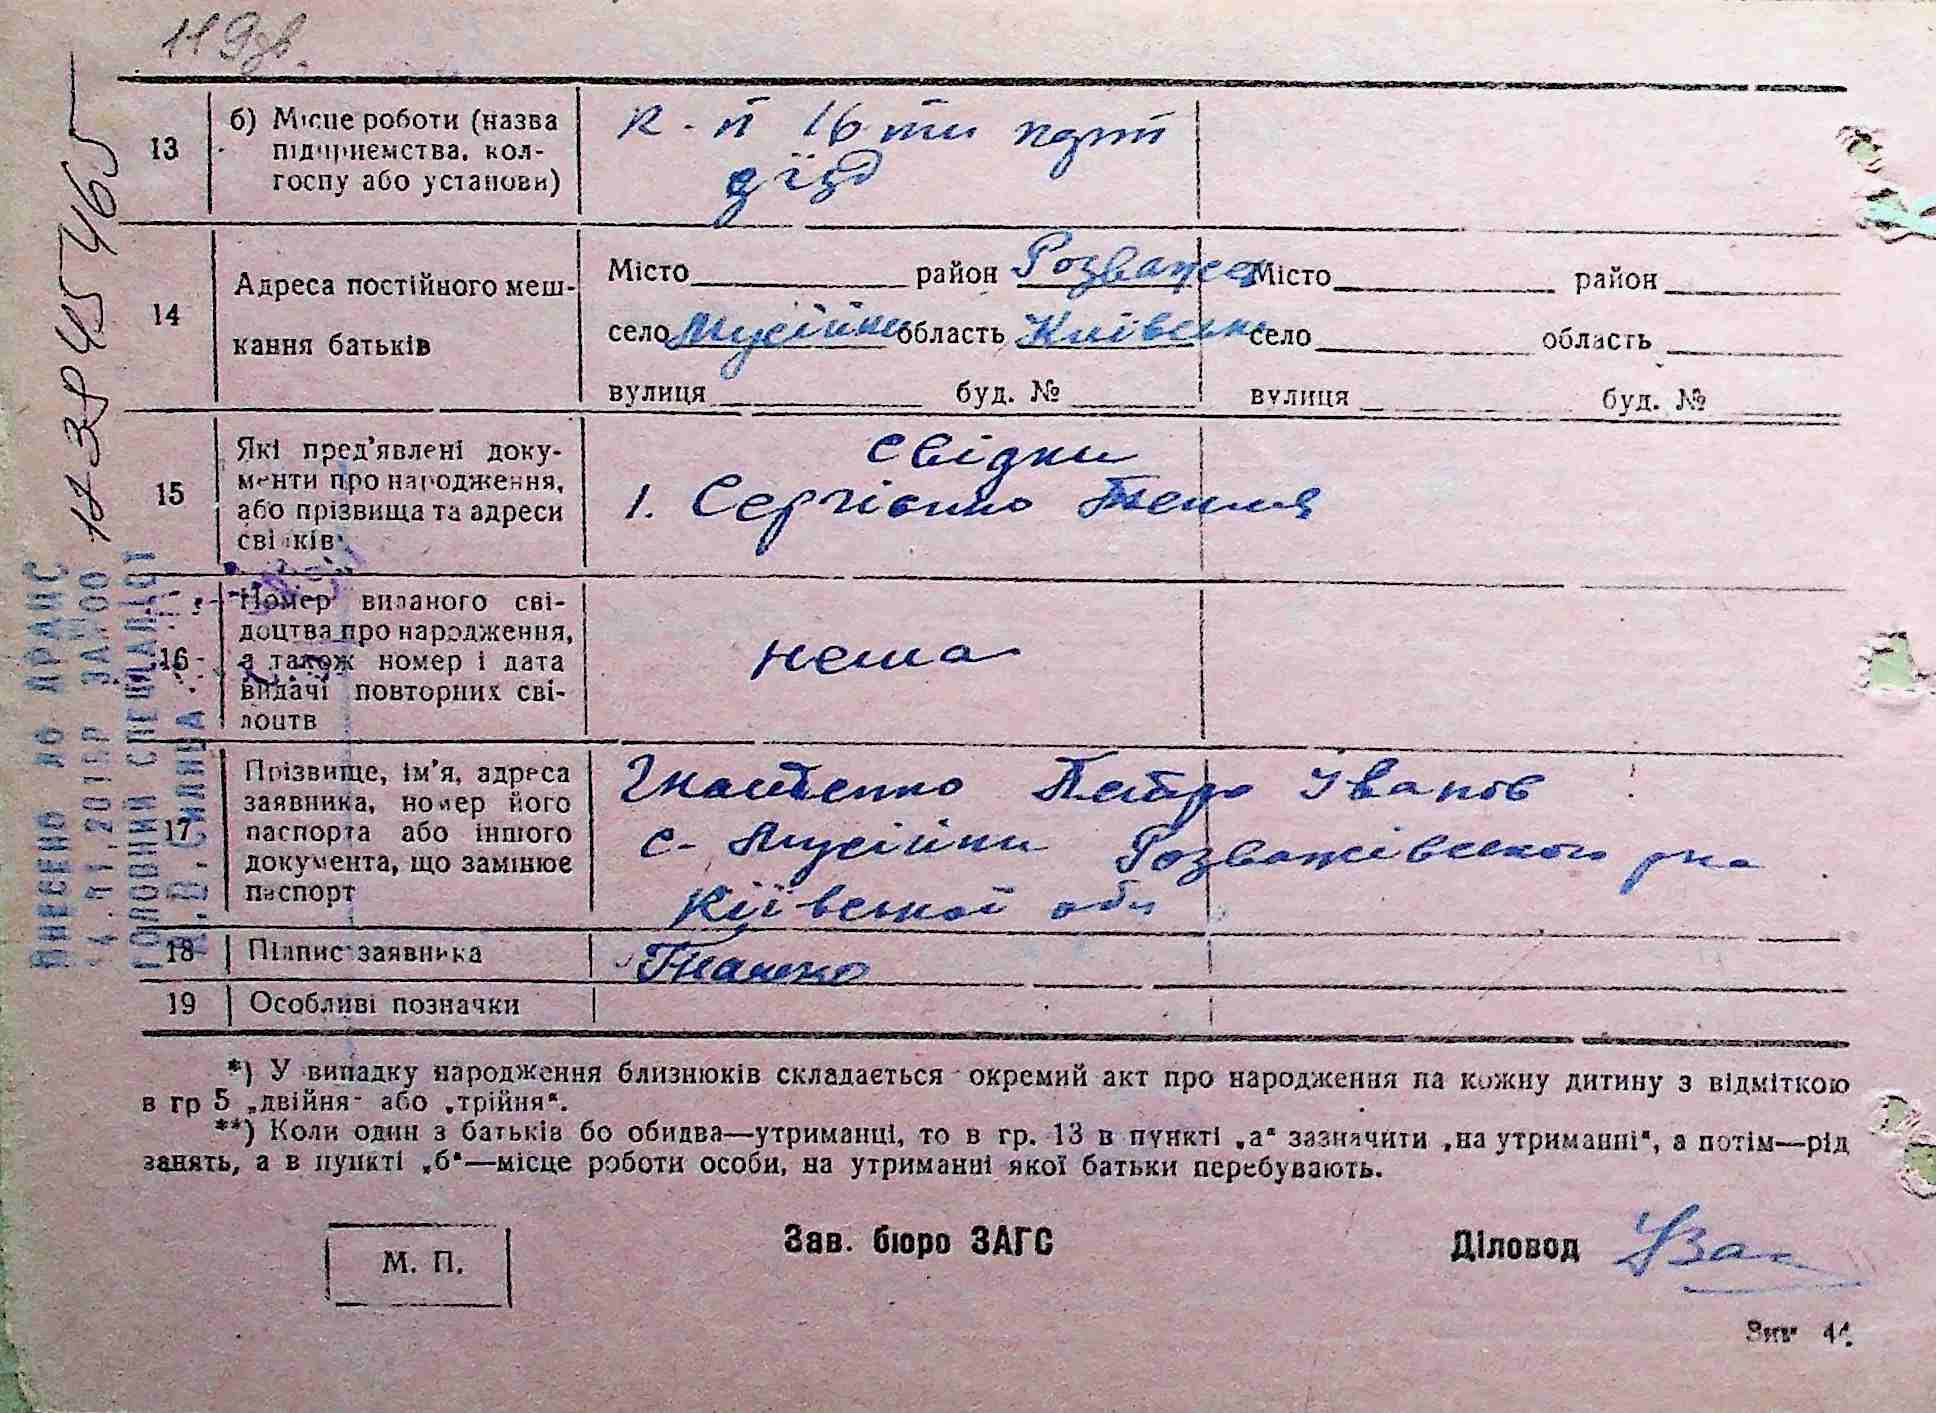 119зв.
13
б) Місце роботи (назва
підприємства, кол-
госпу або установи)
к-п 16 ти парт
з'їзд
14
Адреса постійного меш-
кання батьків
Місто район Розважев
село Мусійки область Київська
вулиця буд. №
Місто район
село область
вулиця буд. №
15
Які пред'явлені доку-
менти про народження,
або прізвища та адреси
свідків
свідки
1. Сергієнко
16
Номер виданого сві-
доцтва про народження,
а також номер і дата
видачі повторних сві-
доцтв
нема
17
Прізвище, ім'я, адреса
заявника, номер його
паспорта або іншого
документа, що замінює
паспорт
Петро Іванов
с. Мусійки Розважівського р-на
Київської обл
18 Підпис заявника
19 Особливі позначки
*) У випадку народження близнюків складається окремий акт про народження на кожну дитину з відміткою
в гр 5 „двійня" або „трійня".
**) Коли один з батьків бо обидва—утриманці, то в гр. 13 в пункті „а" зазначити „на утриманні", а потім—рід
занять, а в пункті „б"—місце роботи особи, на утриманні якої батьки перебувають.
М. П.
Зав. бюро ЗАГС
Діловод
ВНЕСЕНО ДО ДРАЦС
ГОЛОВНИЙ СПЕЦІАЛІСТ